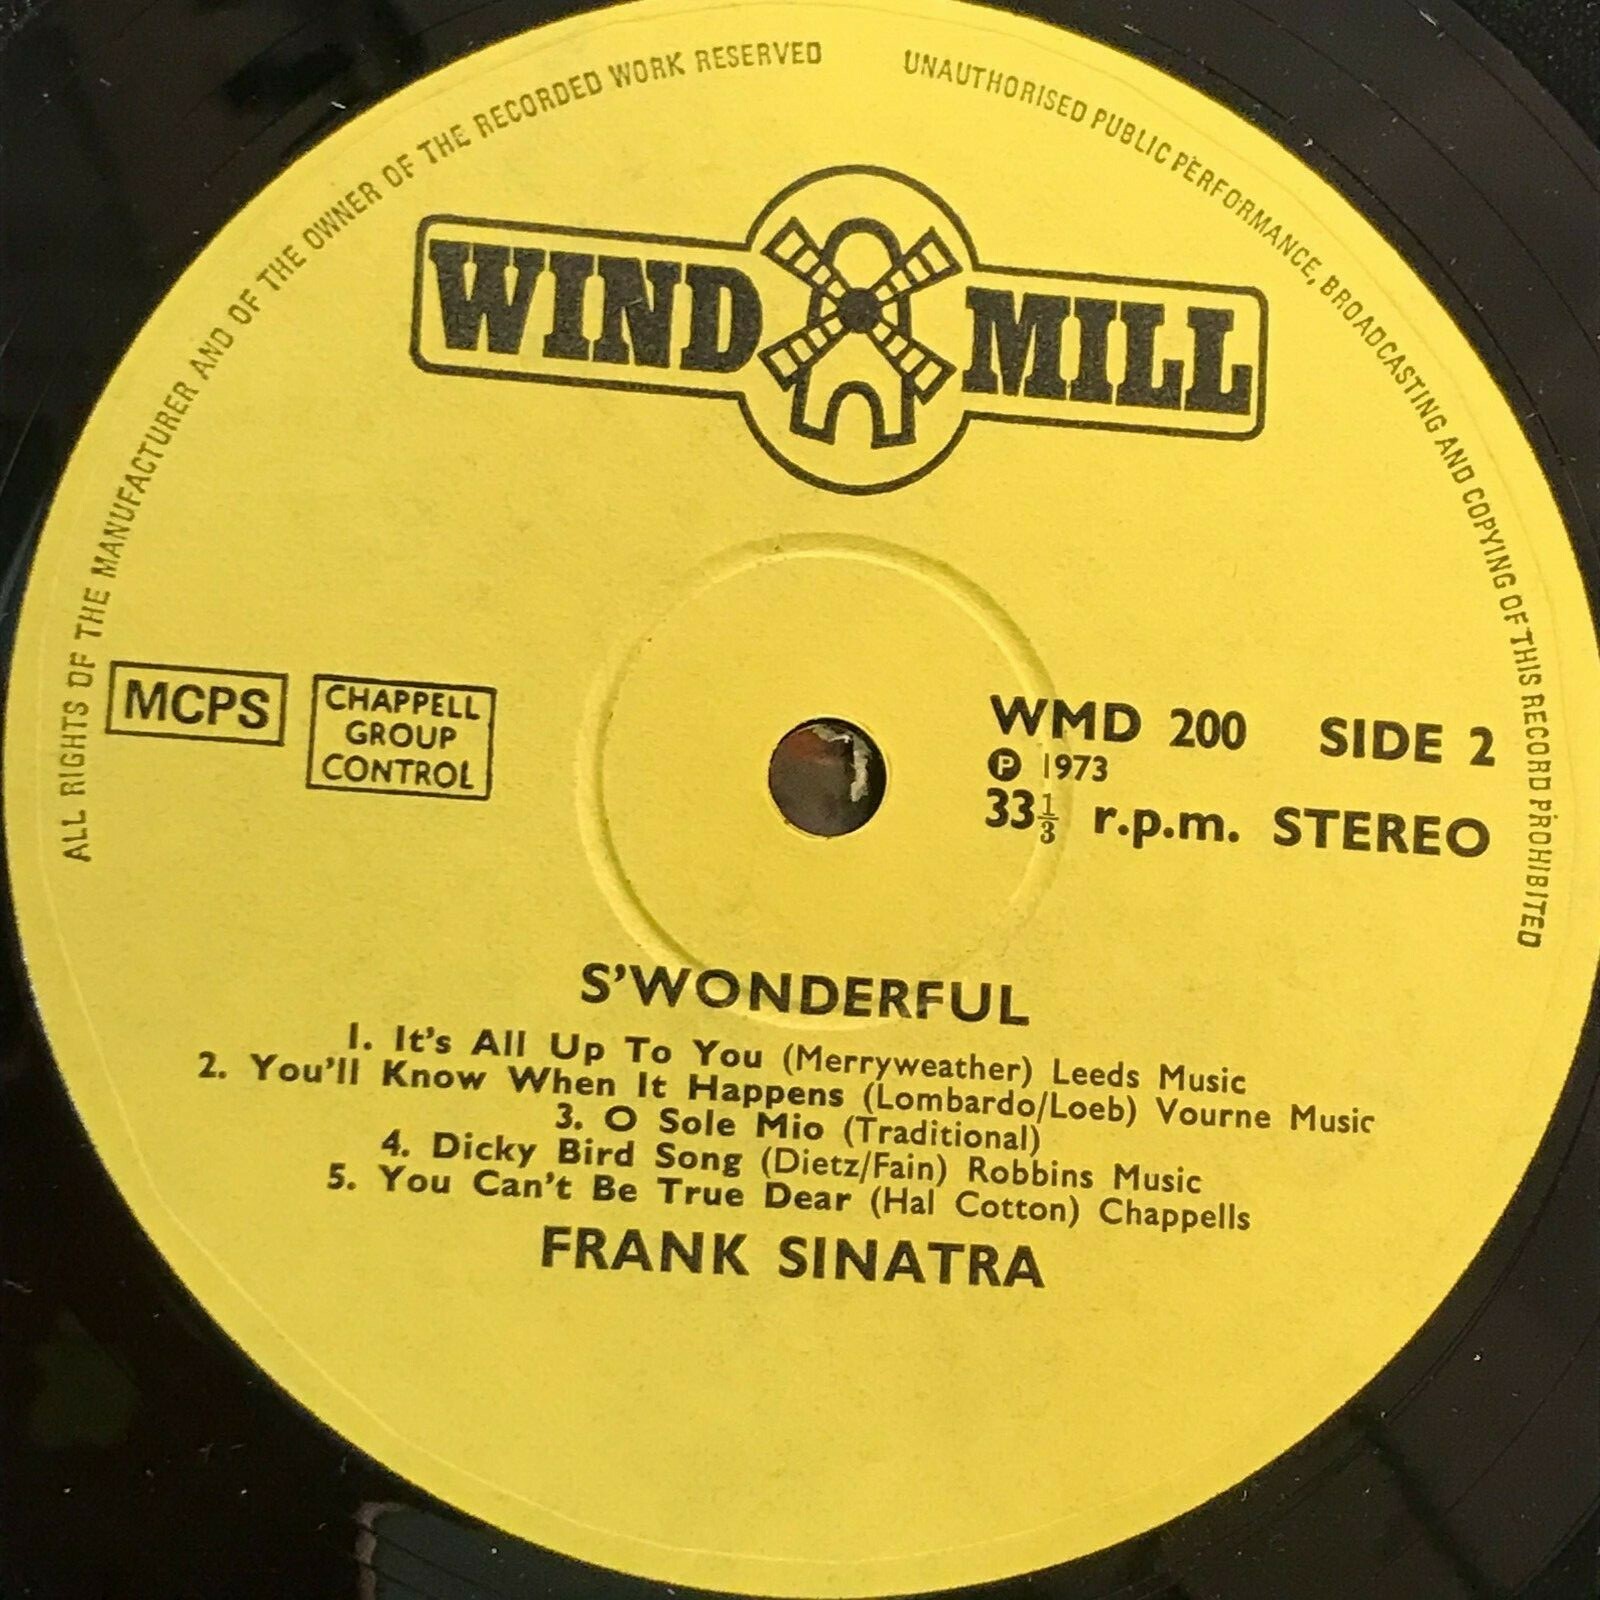 ALL RIGHTS OF THE MANUFACTURER AND OF THE OWNER OF THE RECORDED WORK RESERVED
UNAUTHORISED PUBLIC PERFORMANCE, BROADCASTING AND COPYING OF THIS RECORD PROHIBITED
WIND MILL
MCPS
CHAPPELL
GROUP
CONTROL
WMD 200 SIDE 2
Ⓟ 1973
33⅓ r.p.m. STEREO
S'WONDERFUL
1. It's All Up To You (Merryweather) Leeds Music
2. You'll Know When It Happens (Lombardo/Loeb) Vourne Music
3. O Sole Mio (Traditional)
4. Dicky Bird Song (Dietz/Fain) Robbins Music
5. You Can't Be True Dear (Hal Cotton) Chappells
FRANK SINATRA